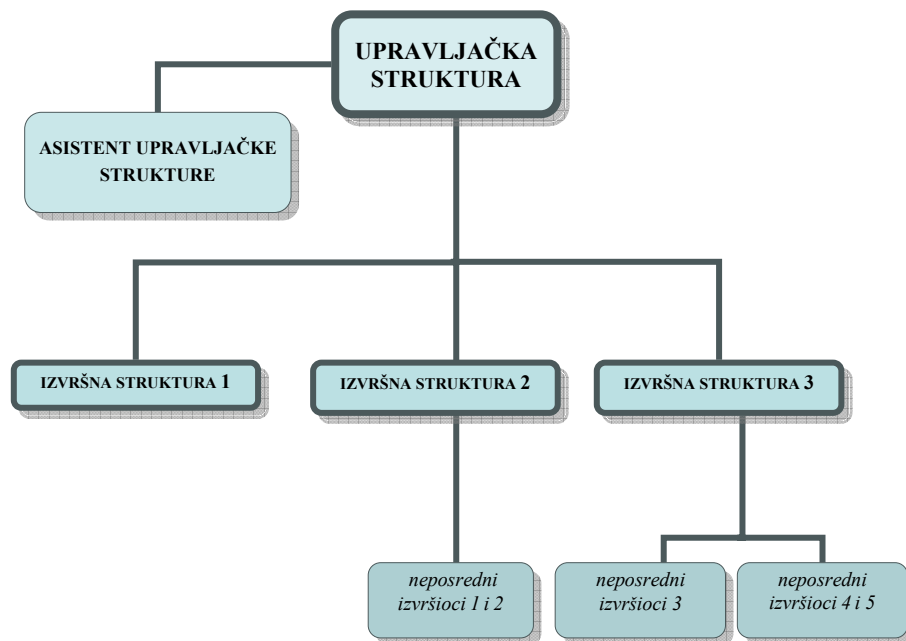 UPRAVLJAČKA
STRUKTURA
ASISTENT UPRAVLJAČKE
STRUKTURE
IZVRŠNA STRUKTURA 1
IZVRŠNA STRUKTURA 2
IZVRŠNA STRUKTURA 3
neposredni
izvršioci 1 i 2
neposredni
izvršioci 3
neposredni
izvršioci 4 i 5